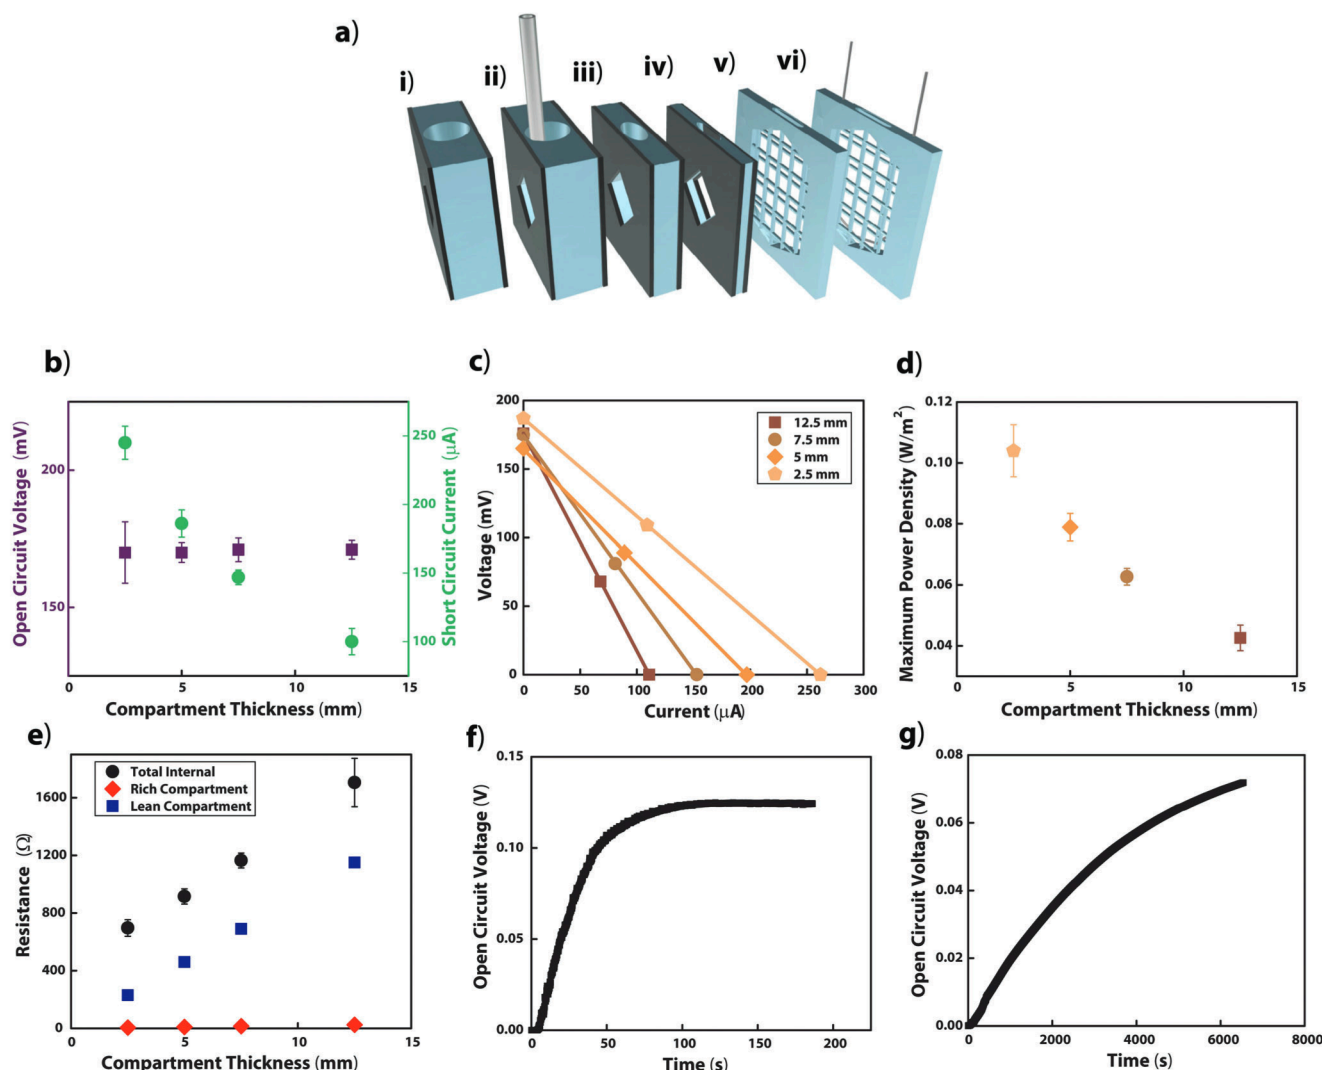 a)
i)
ii)
iii)
iv)
v)
vi)
b)
Open Circuit Voltage (mV)
200
150
0
5
10
15
Compartment Thickness (mm)
250
200
150
100
Short Circuit Current (μA)
c)
Voltage (mV)
200
150
100
50
0
0
50
100
150
200
250
300
Current (μA)
12.5 mm
7.5 mm
5 mm
2.5 mm
d)
Maximum Power Density (W/m²)
0.12
0.10
0.08
0.06
0.04
0
5
10
15
Compartment Thickness (mm)
e)
Resistance (Ω)
1600
1200
800
400
0
0
5
10
15
Compartment Thickness (mm)
Total Internal
Rich Compartment
Lean Compartment
f)
Open Circuit Voltage (V)
0.15
0.10
0.05
0.00
0
50
100
150
200
Time (s)
g)
Open Circuit Voltage (V)
0.08
0.06
0.04
0.02
0.00
0
2000
4000
6000
8000
Time (s)